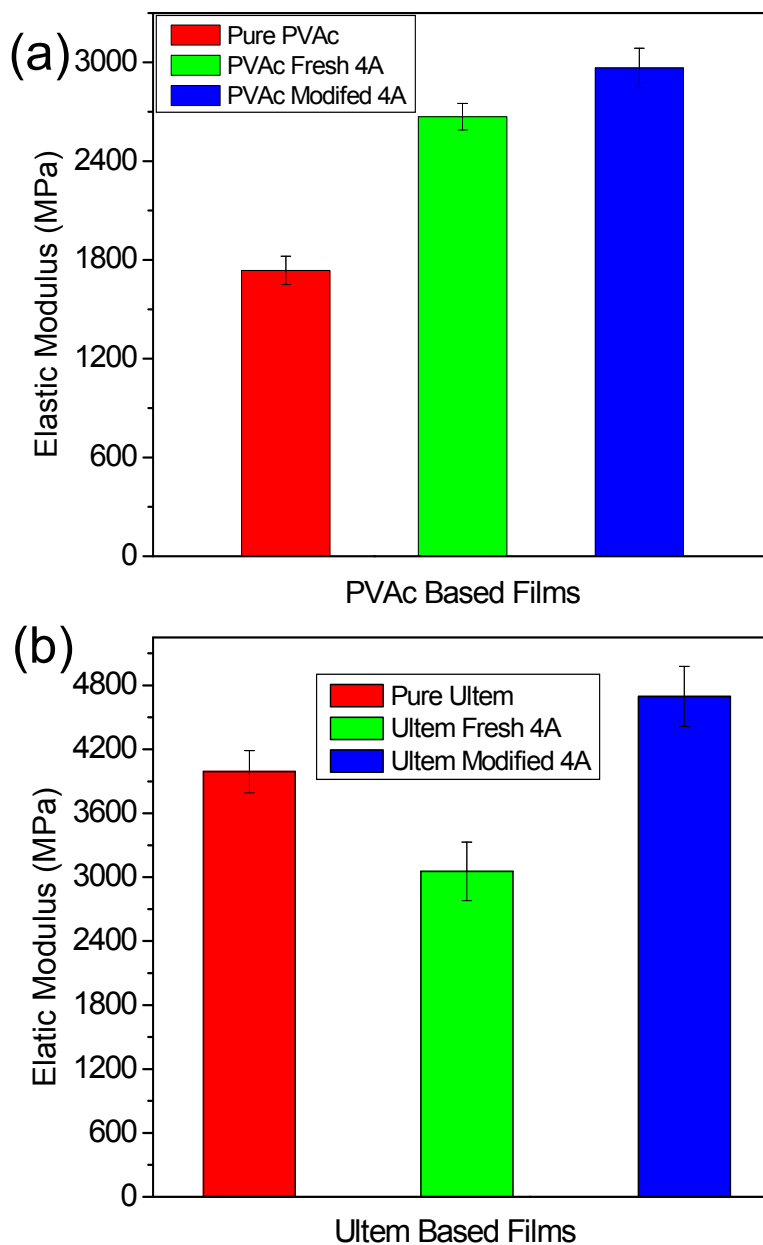 (a)
Pure PVAc
PVAc Fresh 4A
PVAc Modifed 4A
3000
2400
1800
1200
600
0
Elastic Modulus (MPa)
PVAc Based Films
(b)
Pure Ultem
Ultem Fresh 4A
Ultem Modified 4A
4800
4200
3600
3000
2400
1800
1200
600
0
Elatic Modulus (MPa)
Ultem Based Films